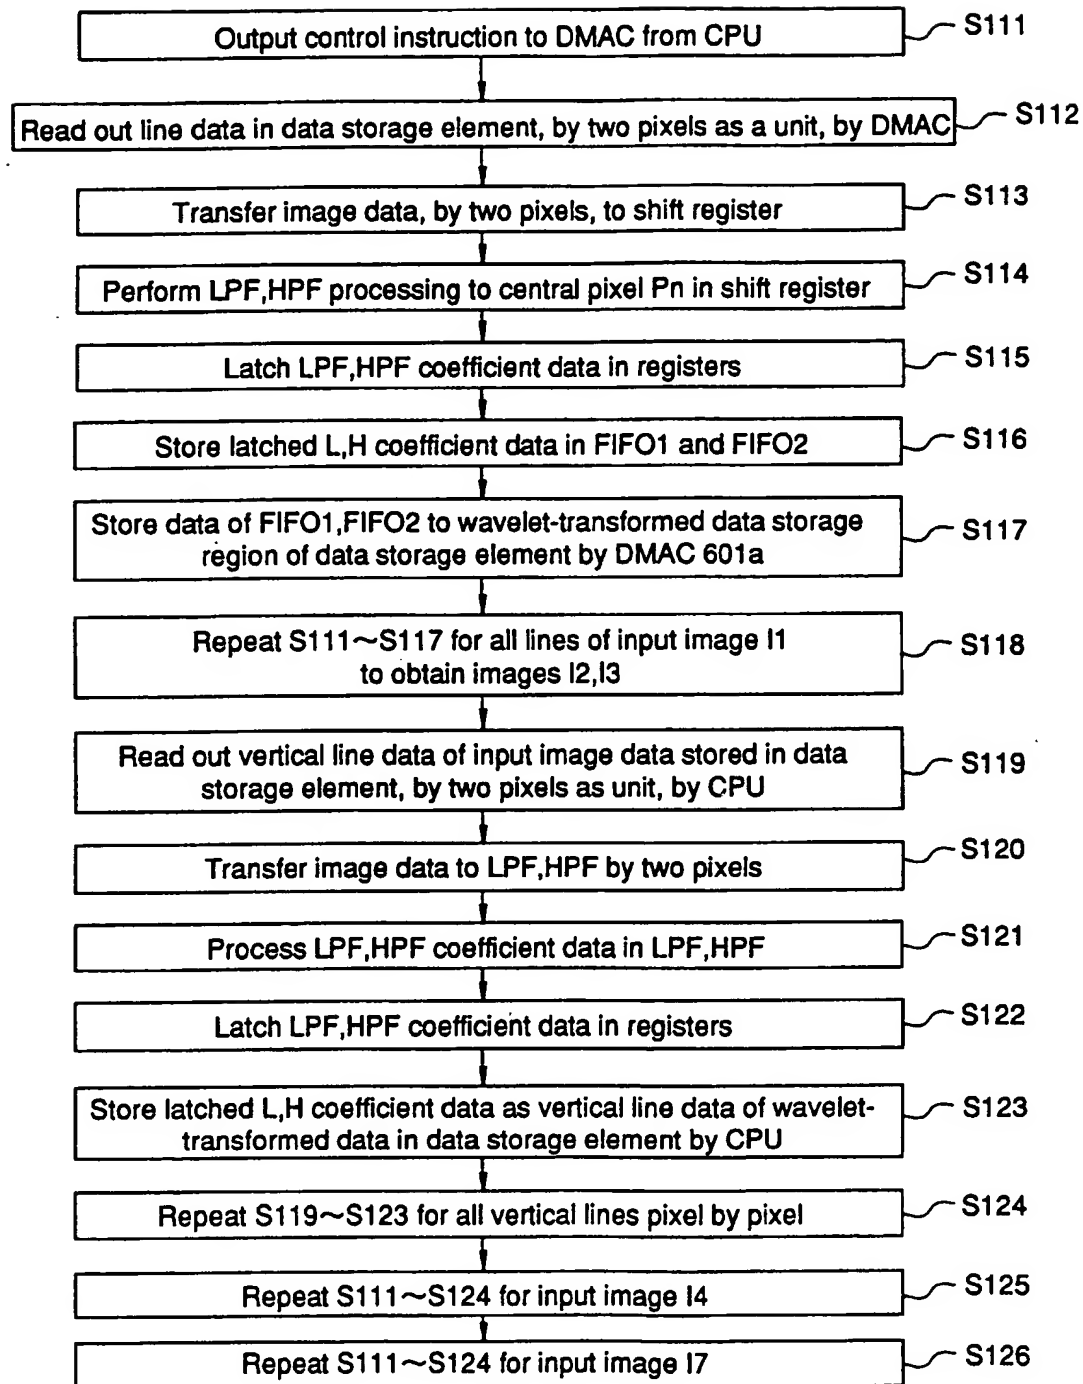 Output control instruction to DMAC from CPU
S111
Read out line data in data storage element, by two pixels as a unit, by DMAC
S112
Transfer image data, by two pixels, to shift register
S113
Perform LPF,HPF processing to central pixel Pn in shift register
S114
Latch LPF,HPF coefficient data in registers
S115
Store latched L,H coefficient data in FIFO1 and FIFO2
S116
Store data of FIFO1,FIFO2 to wavelet-transformed data storage
region of data storage element by DMAC 601a
S117
Repeat S111~S117 for all lines of input image I1
to obtain images I2,I3
S118
Read out vertical line data of input image data stored in data
storage element, by two pixels as unit, by CPU
S119
Transfer image data to LPF,HPF by two pixels
S120
Process LPF,HPF coefficient data in LPF,HPF
S121
Latch LPF,HPF coefficient data in registers
S122
Store latched L,H coefficient data as vertical line data of wavelet-
transformed data in data storage element by CPU
S123
Repeat S119~S123 for all vertical lines pixel by pixel
S124
Repeat S111~S124 for input image I4
S125
Repeat S111~S124 for input image I7
S126